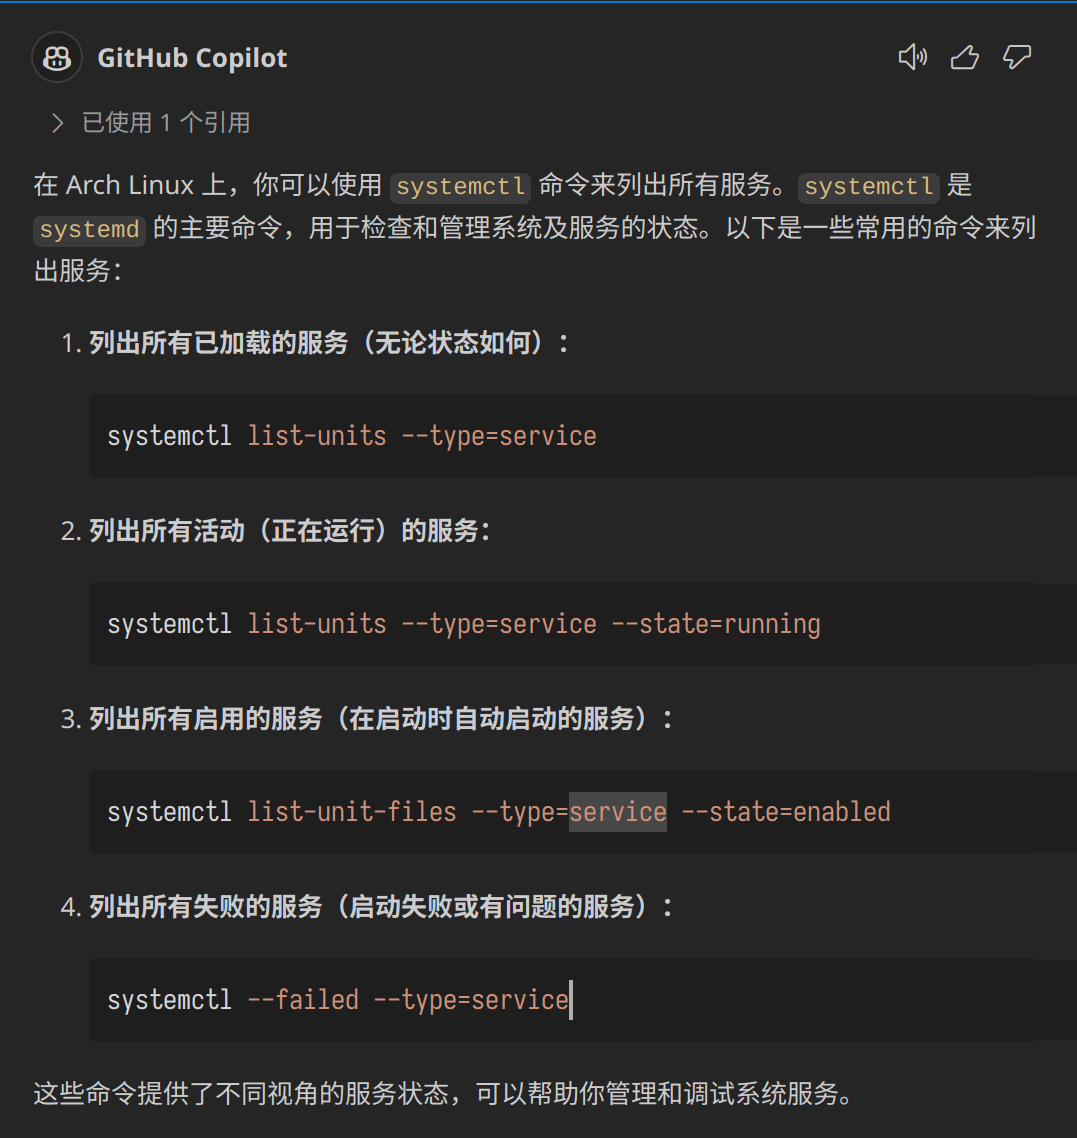 GitHub Copilot
已使用 1 个引用
在 Arch Linux 上，你可以使用 systemctl 命令来列出所有服务。systemctl 是
systemd 的主要命令，用于检查和管理系统及服务的状态。以下是一些常用的命令来列
出服务：
1. 列出所有已加载的服务（无论状态如何）：
systemctl list-units --type=service
2. 列出所有活动（正在运行）的服务：
systemctl list-units --type=service --state=running
3. 列出所有启用的服务（在启动时自动启动的服务）：
systemctl list-unit-files --type=service --state=enabled
4. 列出所有失败的服务（启动失败或有问题的服务）：
systemctl --failed --type=service
这些命令提供了不同视角的服务状态，可以帮助你管理和调试系统服务。